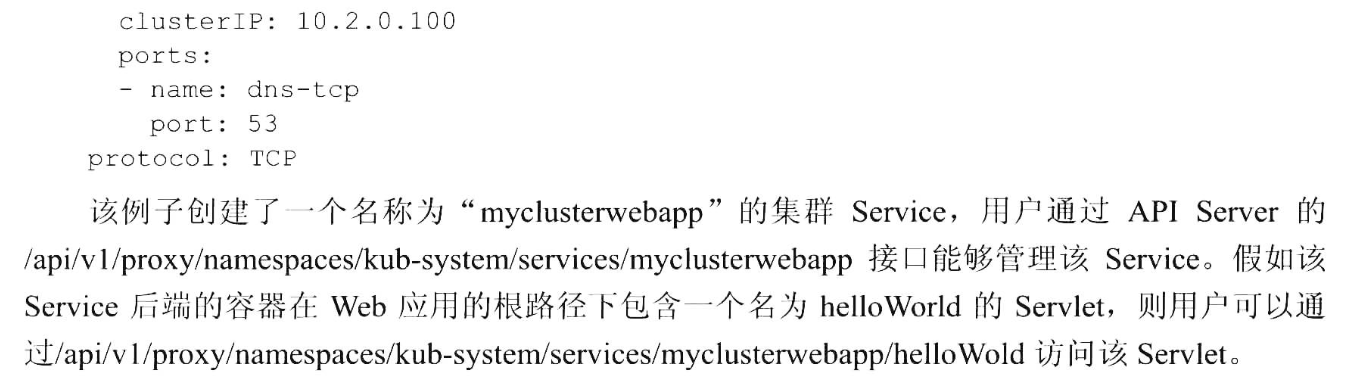 clusterIP: 10.2.0.100
ports:
- name: dns-tcp
port: 53
protocol: TCP
该例子创建了一个名称为“myclusterwebapp”的集群 Service，用户通过 API Server 的
/api/v1/proxy/namespaces/kub-system/services/myclusterwebapp 接口能够管理该 Service。假如该
Service 后端的容器在 Web 应用的根路径下包含一个名为 helloWorld 的 Servlet，则用户可以通
过/api/v1/proxy/namespaces/kub-system/services/myclusterwebapp/helloWold 访问该 Servlet。